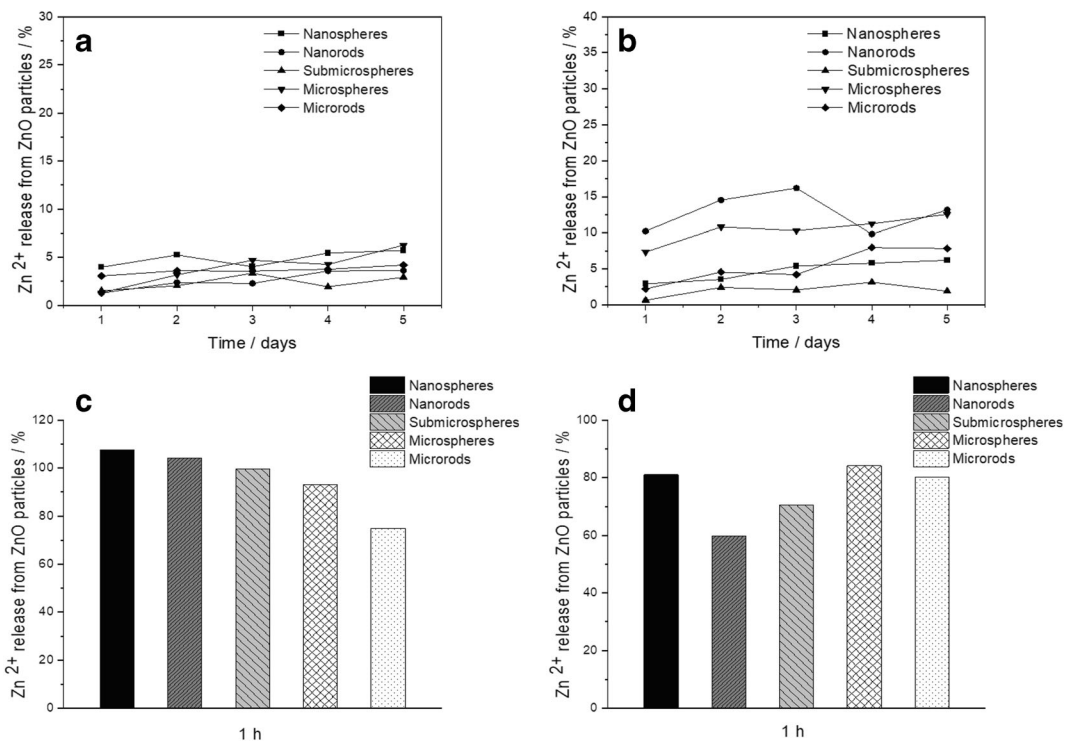 a
Zn 2+ release from ZnO particles / %
30
25
20
15
10
5
0
1 2 3 4 5
Time / days
Nanospheres
Nanorods
Submicrospheres
Microspheres
Microrods
b
Zn 2+ release from ZnO particles / %
40
35
30
25
20
15
10
5
0
1 2 3 4 5
Time / days
Nanospheres
Nanorods
Submicrospheres
Microspheres
Microrods
c
Zn 2+ release from ZnO particles / %
120
100
80
60
40
20
0
1 h
Nanospheres
Nanorods
Submicrospheres
Microspheres
Microrods
d
Zn 2+ release from ZnO particles / %
100
80
60
40
20
0
1 h
Nanospheres
Nanorods
Submicrospheres
Microspheres
Microrods